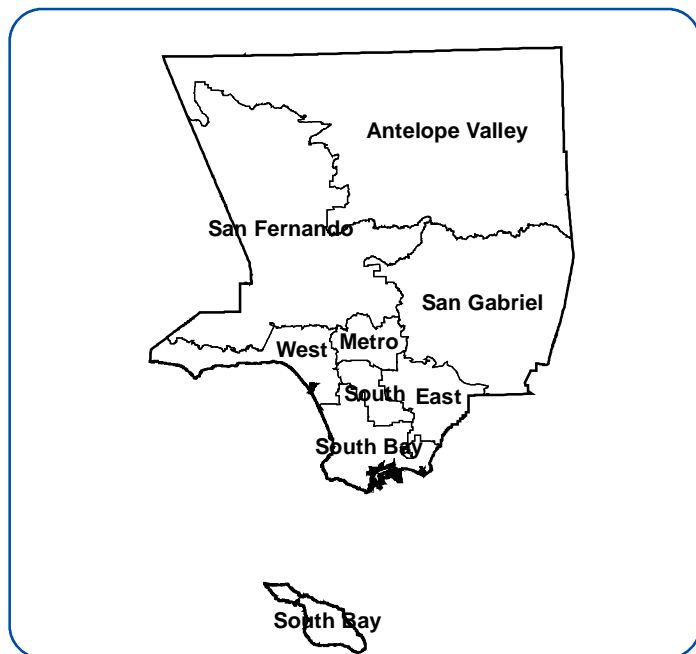 Antelope Valley
San Fernando
San Gabriel
Metro
West
South
East
South Bay
South Bay